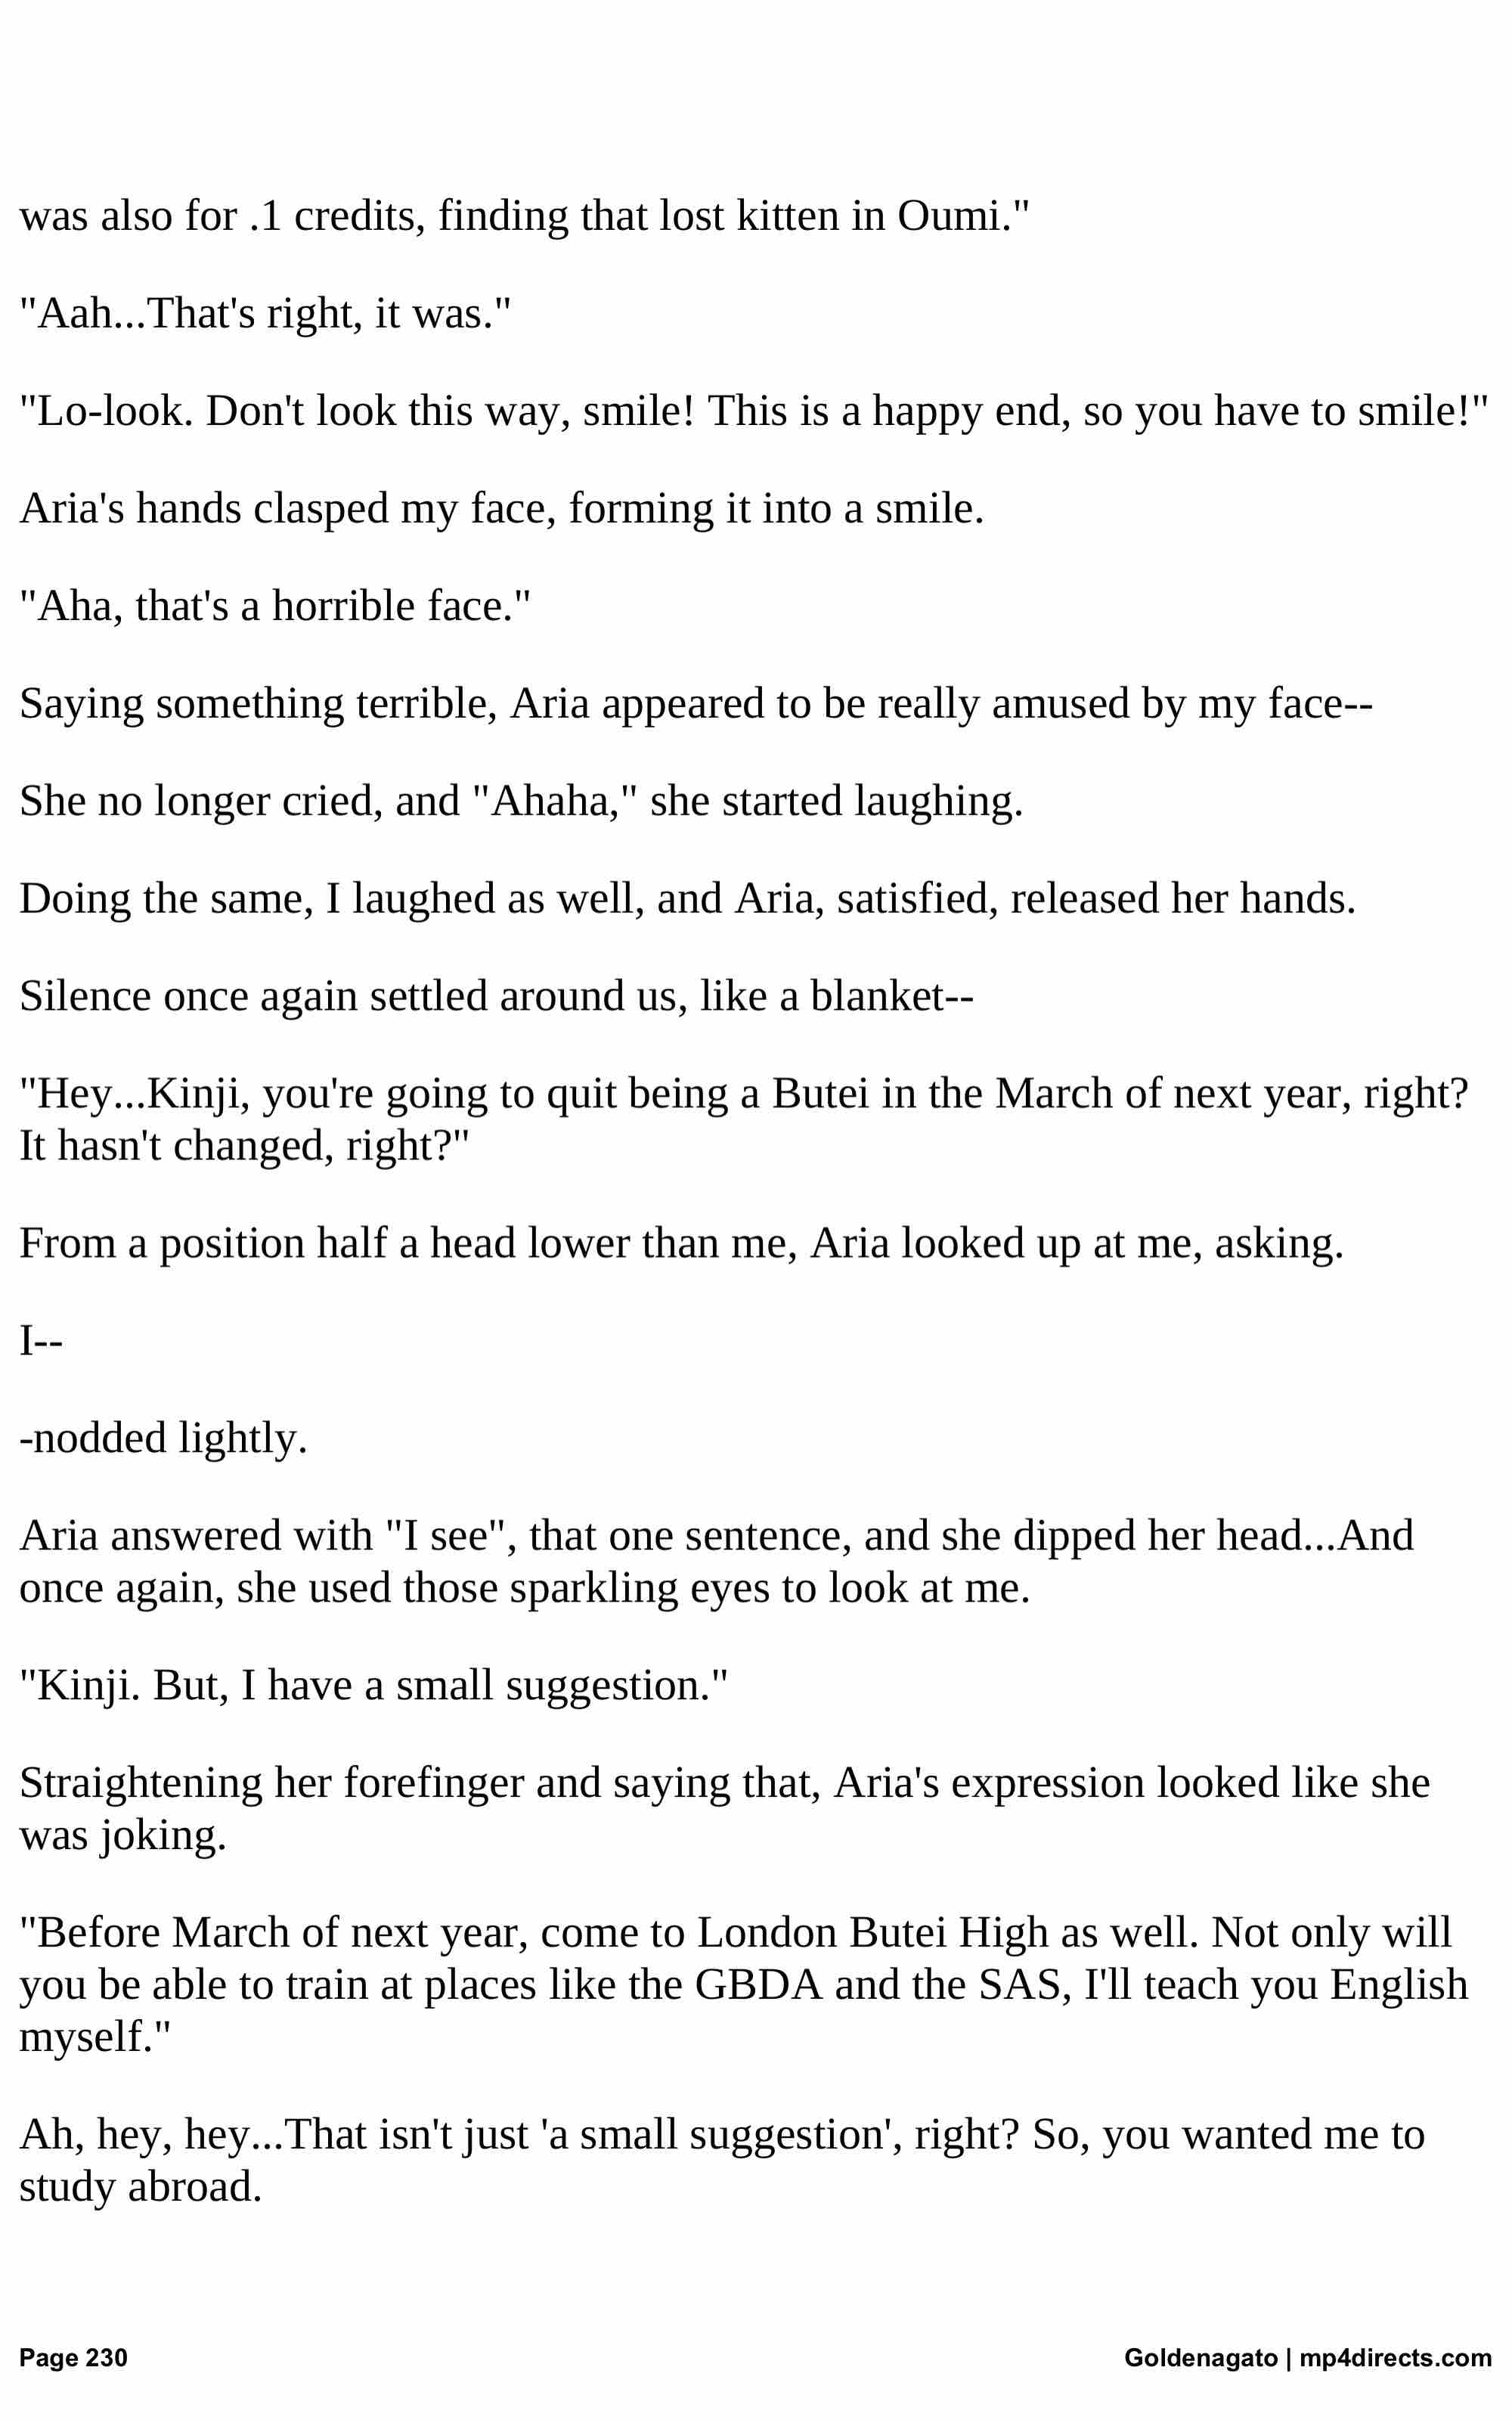 was also for .1 credits, finding that lost kitten in Oumi."
"Aah...That's right, it was."
"Lo-look. Don't look this way, smile! This is a happy end, so you have to smile!"
Aria's hands clasped my face, forming it into a smile.
"Aha, that's a horrible face."
Saying something terrible, Aria appeared to be really amused by my face--
She no longer cried, and "Ahaha," she started laughing.
Doing the same, I laughed as well, and Aria, satisfied, released her hands.
Silence once again settled around us, like a blanket--
"Hey...Kinji, you're going to quit being a Butei in the March of next year, right?
It hasn't changed, right?"
From a position half a head lower than me, Aria looked up at me, asking.
I--
-nodded lightly.
Aria answered with "I see", that one sentence, and she dipped her head...And
once again, she used those sparkling eyes to look at me.
"Kinji. But, I have a small suggestion."
Straightening her forefinger and saying that, Aria's expression looked like she
was joking.
"Before March of next year, come to London Butei High as well. Not only will
you be able to train at places like the GBDA and the SAS, I'll teach you English
myself."
Ah, hey, hey...That isn't just 'a small suggestion', right? So, you wanted me to
study abroad.
Page 230
Goldenagato | mp4directs.com